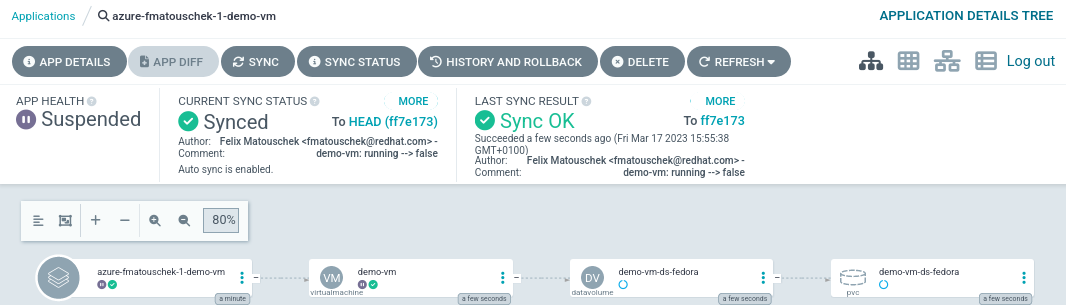 Applications / azure-fmatouschek-1-demo-vm
APPLICATION DETAILS TREE
APP DETAILS APP DIFF SYNC SYNC STATUS HISTORY AND ROLLBACK DELETE REFRESH Log out
APP HEALTH
Suspended
CURRENT SYNC STATUS MORE
Synced To HEAD (ff7e173)
Author: Felix Matouschek <fmatouschek@redhat.com> -
Comment: demo-vm: running --> false
Auto sync is enabled.
LAST SYNC RESULT MORE
Sync OK To ff7e173
Succeeded a few seconds ago (Fri Mar 17 2023 15:55:38
GMT+0100)
Author: Felix Matouschek <fmatouschek@redhat.com> -
Comment: demo-vm: running --> false
80%
azure-fmatouschek-1-demo-vm
a minute
VM
virtualmachine
demo-vm
a few seconds
DV
datavolume
demo-vm-ds-fedora
a few seconds
pvc
demo-vm-ds-fedora
a few seconds